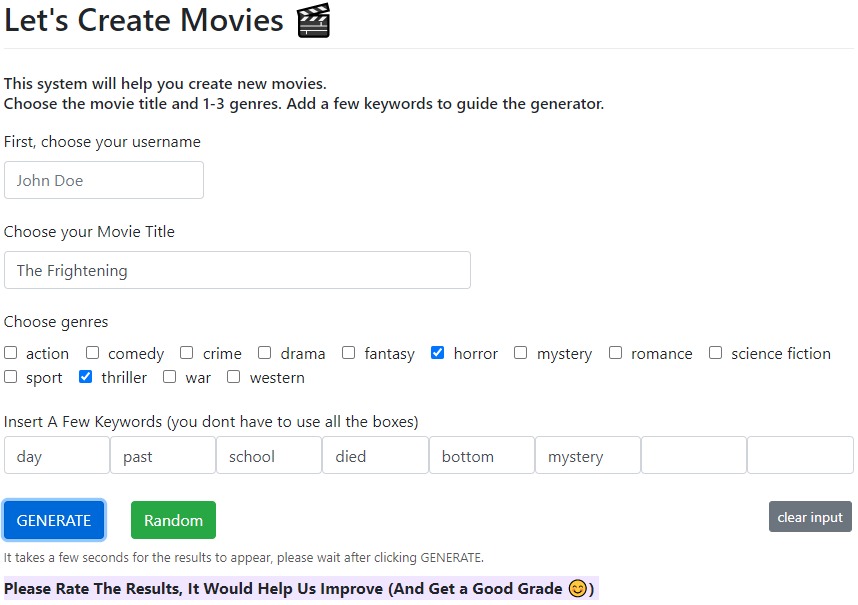 Let's Create Movies
This system will help you create new movies.
Choose the movie title and 1-3 genres. Add a few keywords to guide the generator.
First, choose your username
John Doe
Choose your Movie Title
The Frightening
Choose genres
action comedy crime drama fantasy horror mystery romance science fiction
sport thriller war western
Insert A Few Keywords (you dont have to use all the boxes)
day past school died bottom mystery
GENERATE Random clear input
It takes a few seconds for the results to appear, please wait after clicking GENERATE.
Please Rate The Results, It Would Help Us Improve (And Get a Good Grade 😊)